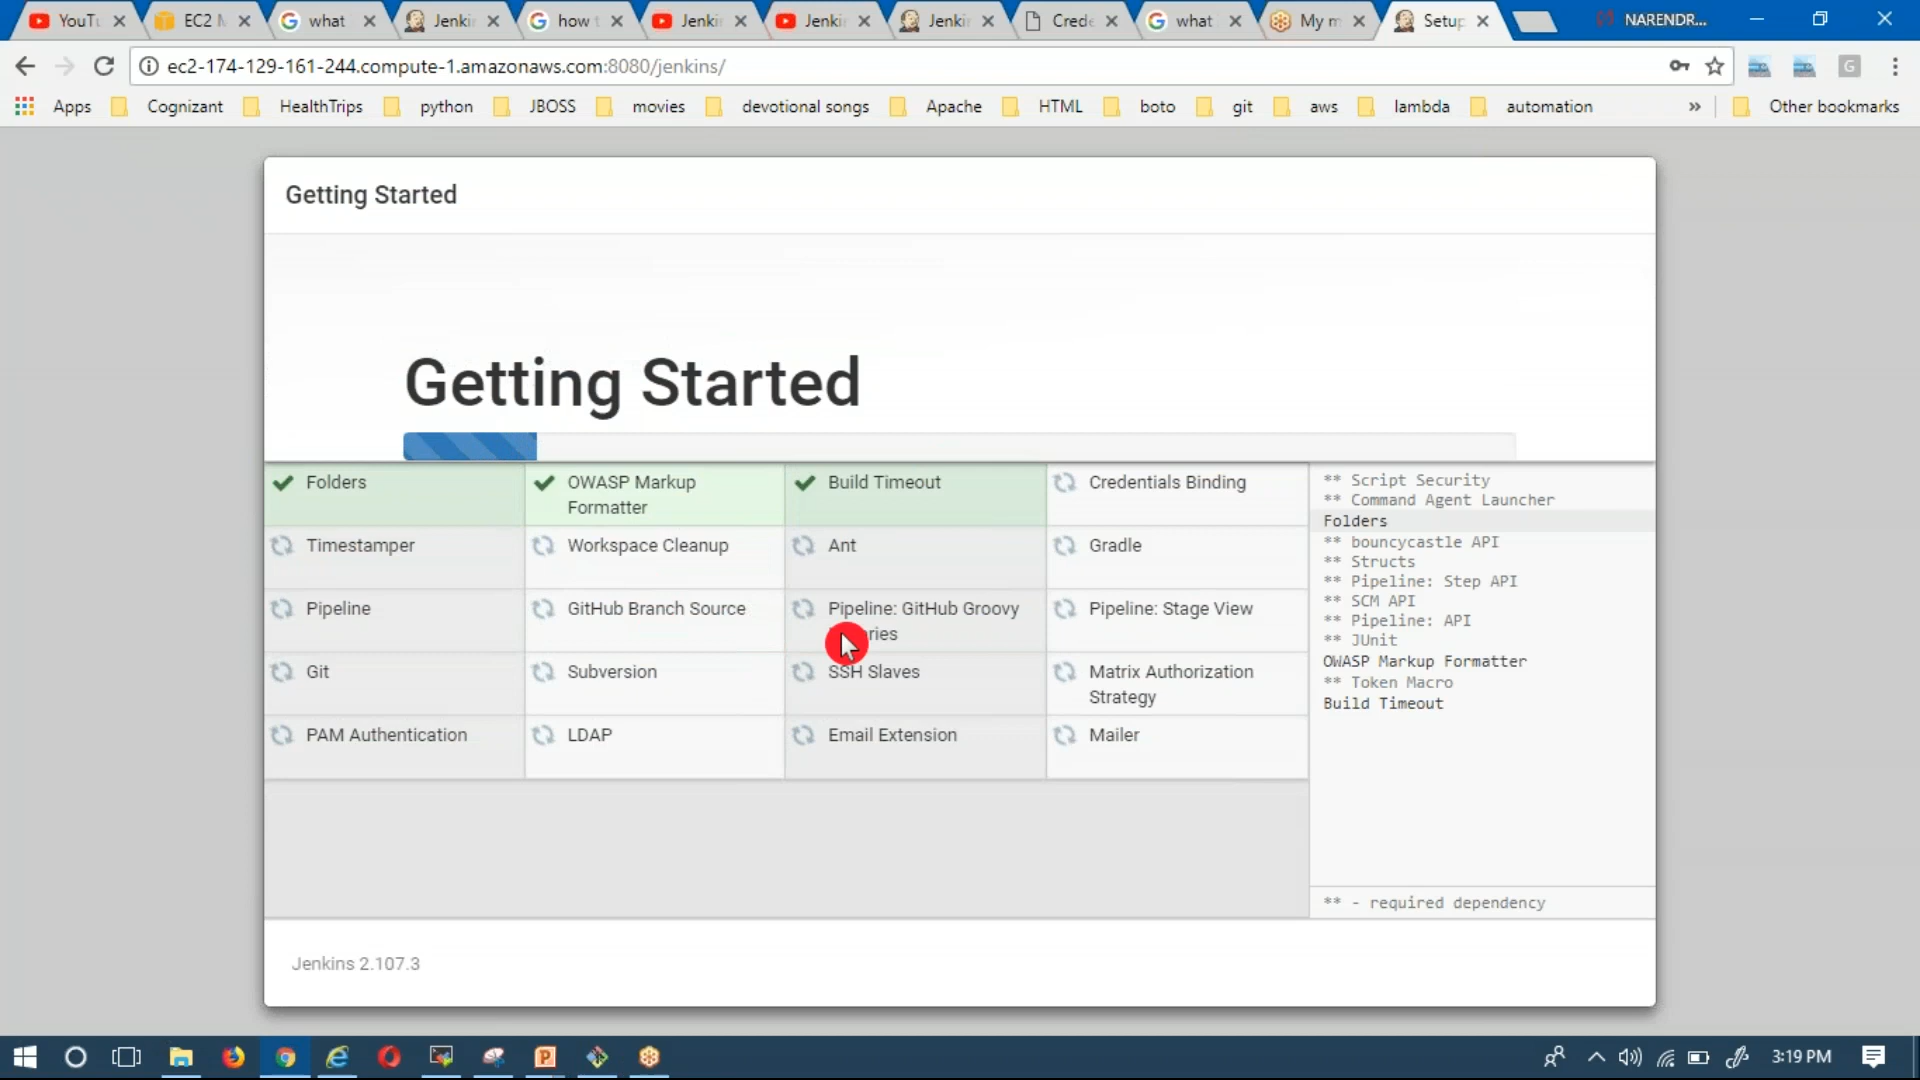 YouTu
EC2 M
what
Jenkin
how t
Jenki
Jenki
Jenkin
Crede
what
My m
Setup
NARENDR...
ec2-174-129-161-244.compute-1.amazonaws.com:8080/jenkins/
G
Apps
Cognizant
HealthTrips
python
JBOSS
movies
devotional songs
Apache
HTML
boto
git
aws
lambda
automation
»
Other bookmarks
Getting Started
Getting Started
Folders
OWASP Markup
Formatter
Build Timeout
Credentials Binding
Timestamper
Workspace Cleanup
Ant
Gradle
Pipeline
GitHub Branch Source
Pipeline: GitHub Groovy
ries
Pipeline: Stage View
Git
Subversion
SSH Slaves
Matrix Authorization
Strategy
PAM Authentication
LDAP
Email Extension
Mailer
** Script Security
** Command Agent Launcher
Folders
** bouncycastle API
** Structs
** Pipeline: Step API
** SCM API
** Pipeline: API
** JUnit
OWASP Markup Formatter
** Token Macro
Build Timeout
** - required dependency
Jenkins 2.107.3
3:19 PM